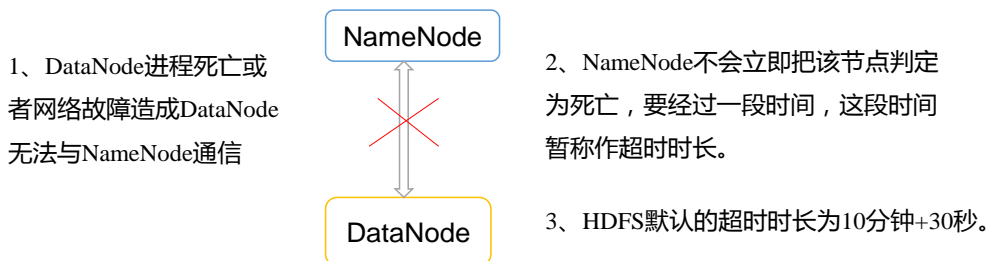 NameNode
1、DataNode进程死亡或
者网络故障造成DataNode
无法与NameNode通信
2、NameNode不会立即把该节点判定
为死亡，要经过一段时间，这段时间
暂称作超时时长。
3、HDFS默认的超时时长为10分钟+30秒。
DataNode